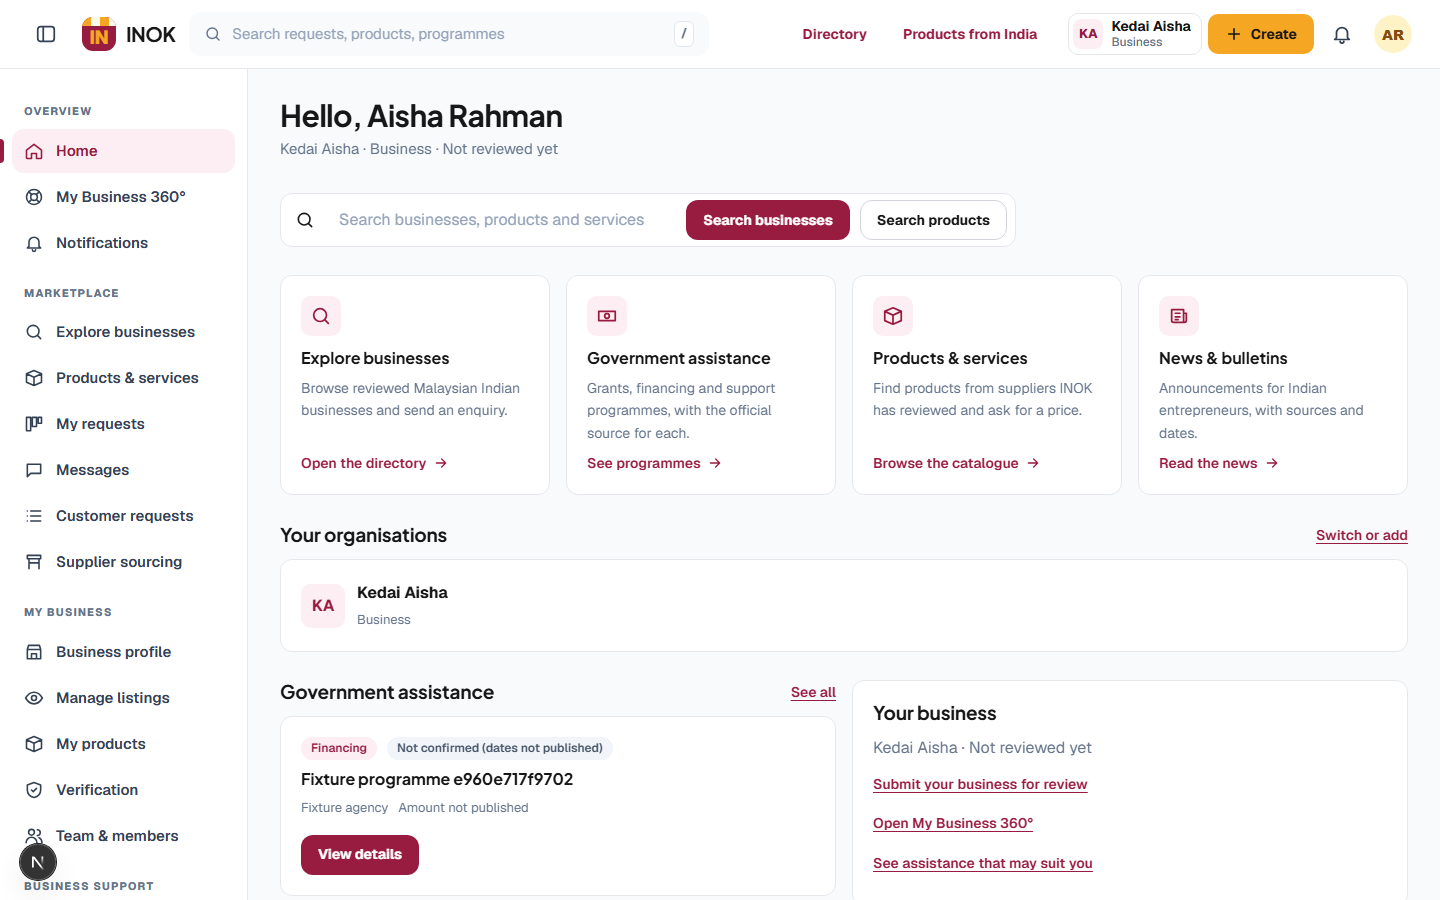 IN INOK
Search requests, products, programmes
/
Directory
Products from India
KA
Kedai Aisha
Business
Create
AR
OVERVIEW
Home
My Business 360°
Notifications
MARKETPLACE
Explore businesses
Products & services
My requests
Messages
Customer requests
Supplier sourcing
MY BUSINESS
Business profile
Manage listings
My products
Verification
Team & members
N
BUSINESS SUPPORT
Hello, Aisha Rahman
Kedai Aisha · Business · Not reviewed yet
Search businesses, products and services
Search businesses
Search products
Explore businesses
Browse reviewed Malaysian Indian
businesses and send an enquiry.
Open the directory →
Government assistance
Grants, financing and support
programmes, with the official
source for each.
See programmes →
Products & services
Find products from suppliers INOK
has reviewed and ask for a price.
Browse the catalogue →
News & bulletins
Announcements for Indian
entrepreneurs, with sources and
dates.
Read the news →
Your organisations
Switch or add
KA
Kedai Aisha
Business
Government assistance
See all
Financing
Not confirmed (dates not published)
Fixture programme e960e717f9702
Fixture agency Amount not published
View details
Your business
Kedai Aisha · Not reviewed yet
Submit your business for review
Open My Business 360°
See assistance that may suit you